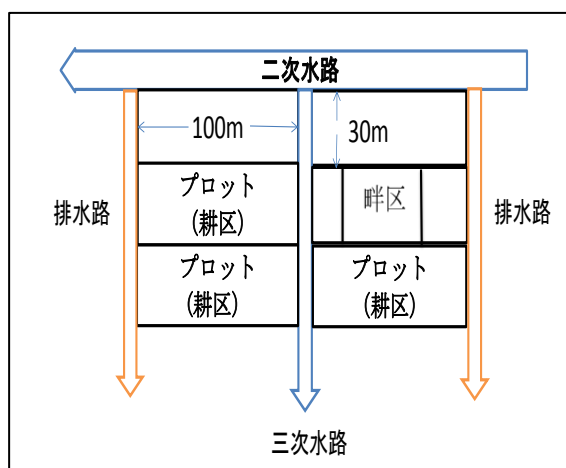 二次水路
100m
30m
プロット
(耕区)
畔区
排水路
排水路
プロット
(耕区)
プロット
(耕区)
三次水路